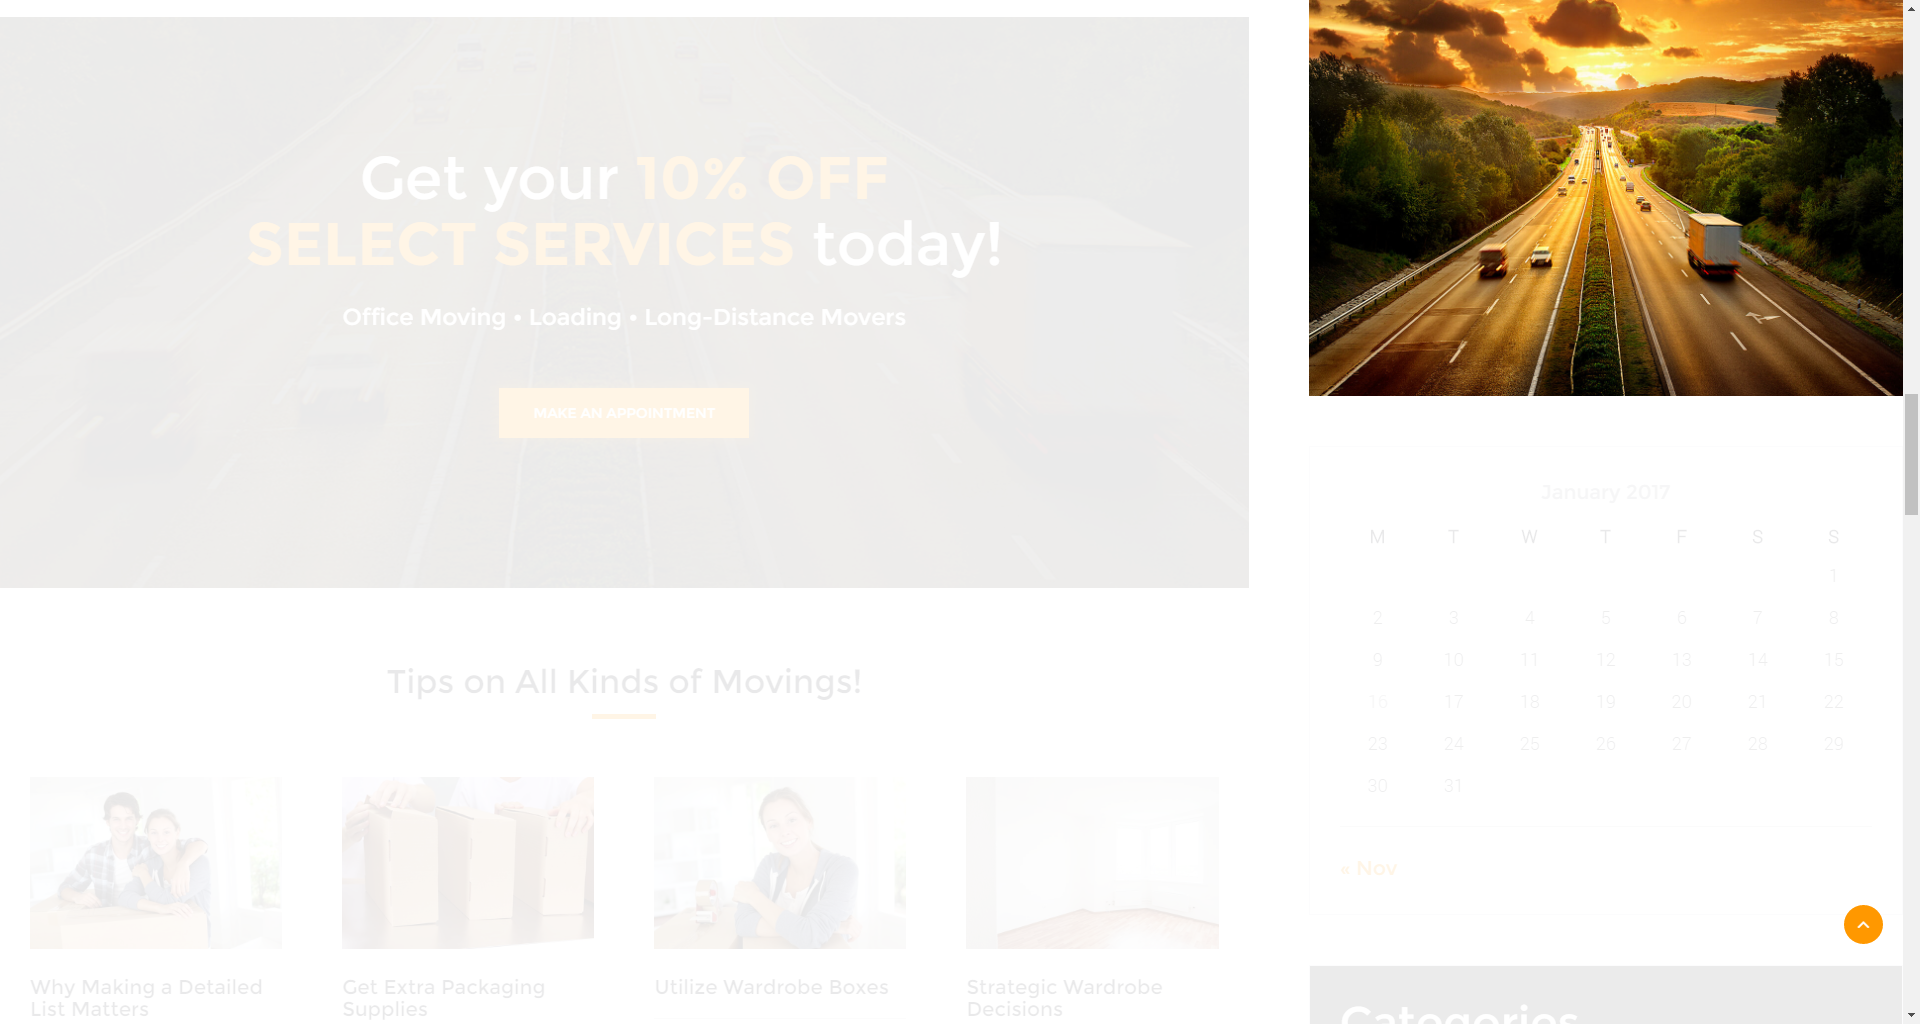 Get your 10% OFF
SELECT SERVICES today!
Office Moving • Loading • Long-Distance Movers
MAKE AN APPOINTMENT
Tips on All Kinds of Movings!
Why Making a Detailed
List Matters
Get Extra Packaging
Supplies
Utilize Wardrobe Boxes
Strategic Wardrobe
Decisions
January 2017
M T W T F S S
1
2 3 4 5 6 7 8
9 10 11 12 13 14 15
16 17 18 19 20 21 22
23 24 25 26 27 28 29
30 31
« Nov
Categories